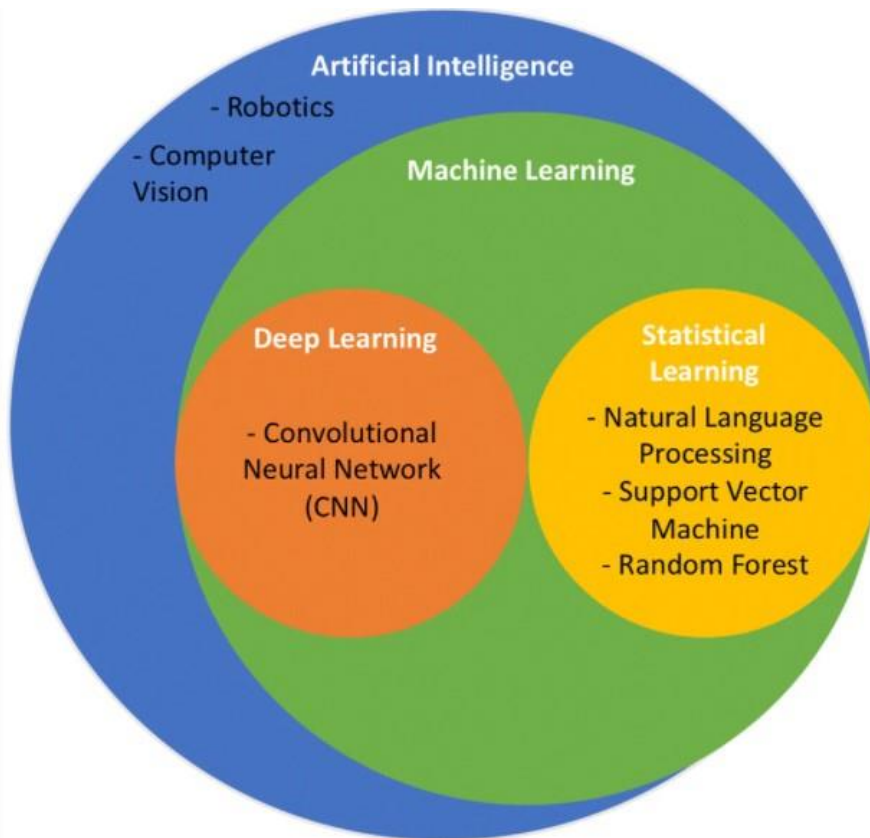 Artificial Intelligence
- Robotics
- Computer
Vision
Machine Learning
Deep Learning
- Convolutional
Neural Network
(CNN)
Statistical
Learning
- Natural Language
Processing
- Support Vector
Machine
- Random Forest